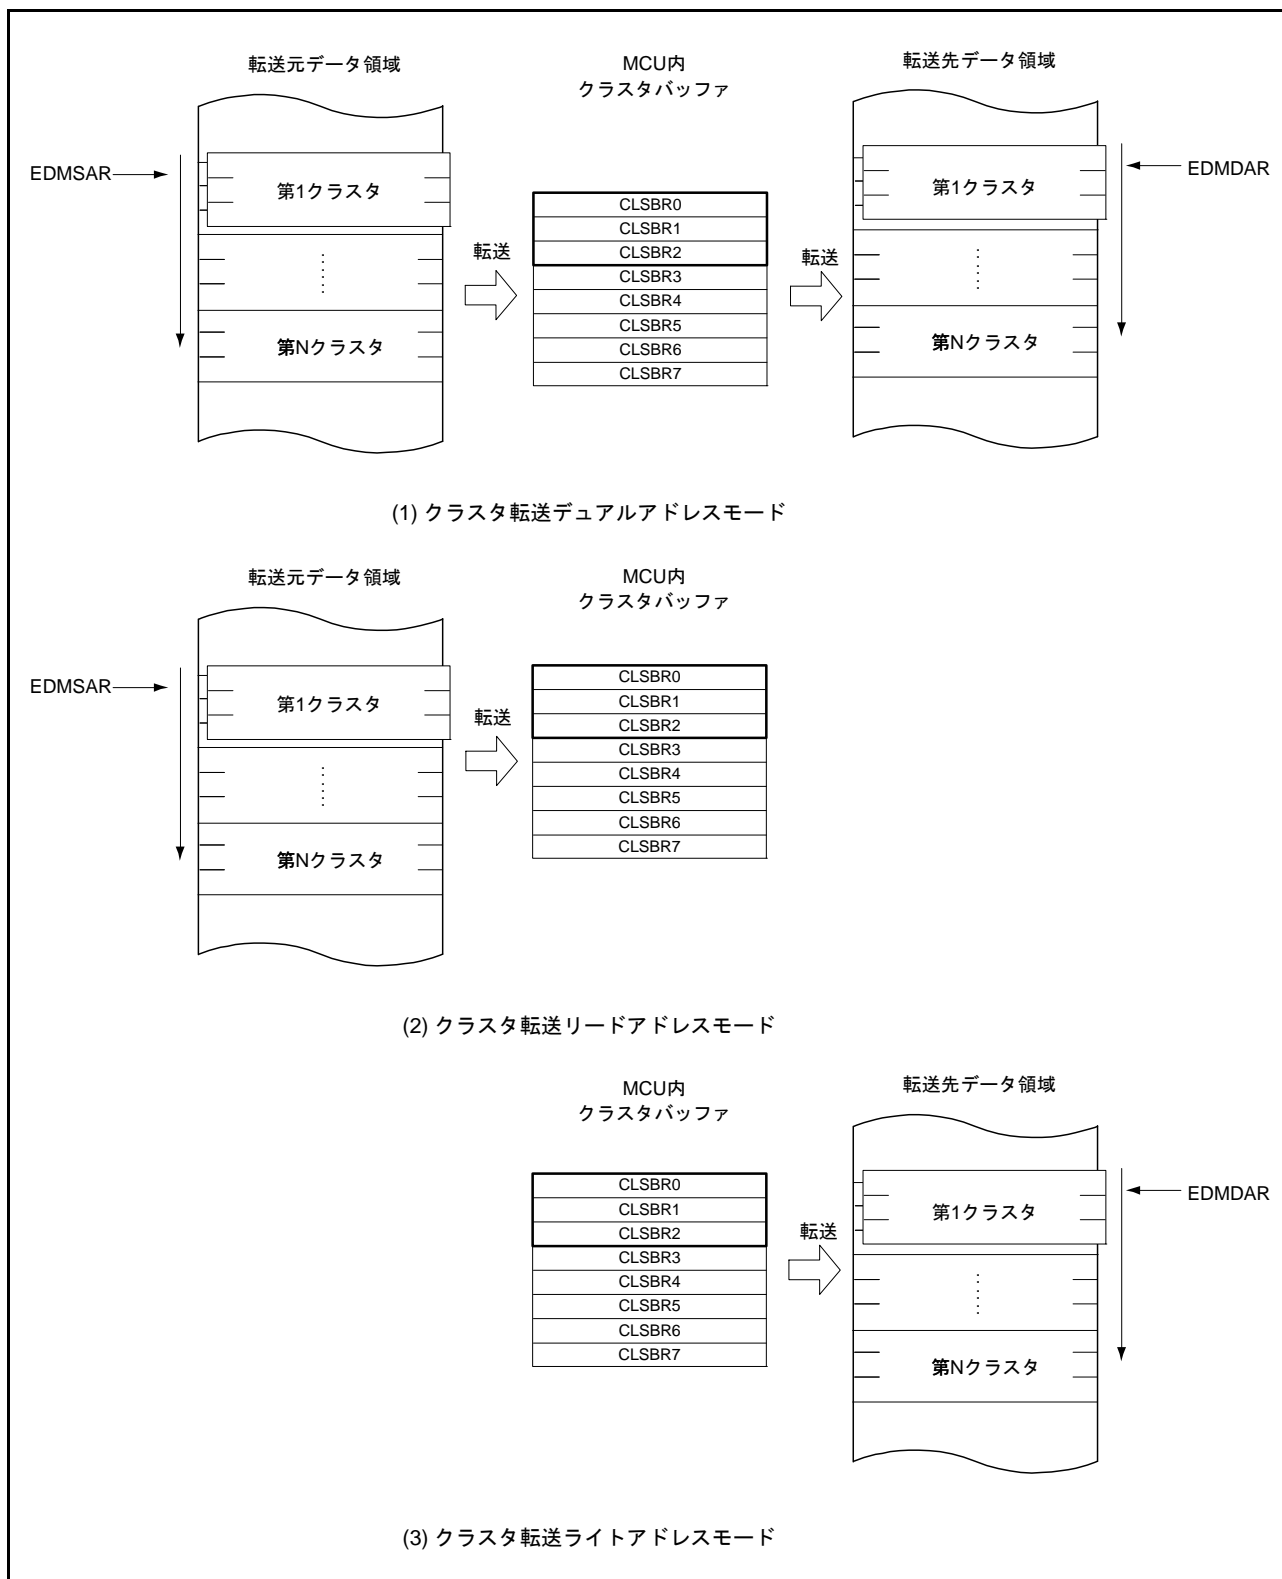 転送元データ領域
MCU内
クラスタバッファ
転送先データ領域
EDMSAR
第1クラスタ
第Nクラスタ
転送
CLSBR0
CLSBR1
CLSBR2
CLSBR3
CLSBR4
CLSBR5
CLSBR6
CLSBR7
転送
第1クラスタ
第Nクラスタ
EDMDAR
(1) クラスタ転送デュアルアドレスモード
転送元データ領域
MCU内
クラスタバッファ
EDMSAR
第1クラスタ
第Nクラスタ
転送
CLSBR0
CLSBR1
CLSBR2
CLSBR3
CLSBR4
CLSBR5
CLSBR6
CLSBR7
(2) クラスタ転送リードアドレスモード
MCU内
クラスタバッファ
転送先データ領域
CLSBR0
CLSBR1
CLSBR2
CLSBR3
CLSBR4
CLSBR5
CLSBR6
CLSBR7
転送
第1クラスタ
第Nクラスタ
EDMDAR
(3) クラスタ転送ライトアドレスモード